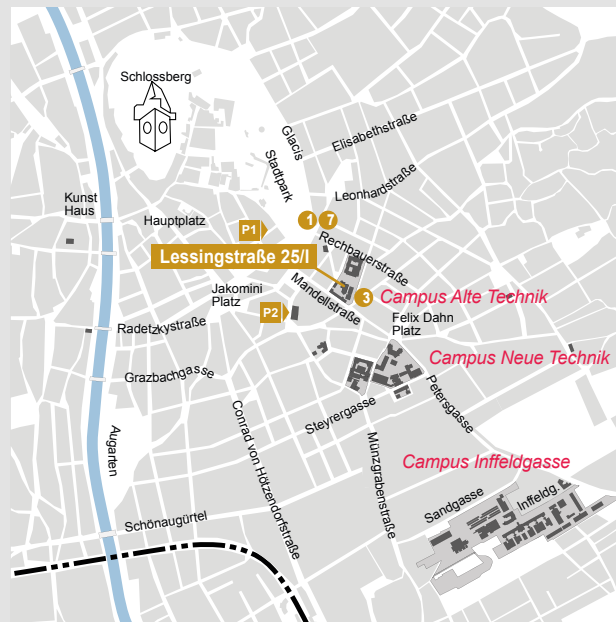 Schlossberg
Glacis
Elisabethstraße
Stadtpark
Leonhardstraße
Kunst
Haus
Hauptplatz
P1
1
7
Rechbauerstraße
Lessingstraße 25/I
Jakomini
Platz
Mandellstraße
3
Campus Alte Technik
P2
Felix Dahn
Platz
Radetzkystraße
Campus Neue Technik
Grazbachgasse
Petersgasse
Steyrergasse
Conrad von Hötzendorfstraße
Münzgrabenstraße
Augarten
Campus Inffeldgasse
Sandgasse
Inffeldg.
Schönaugürtel